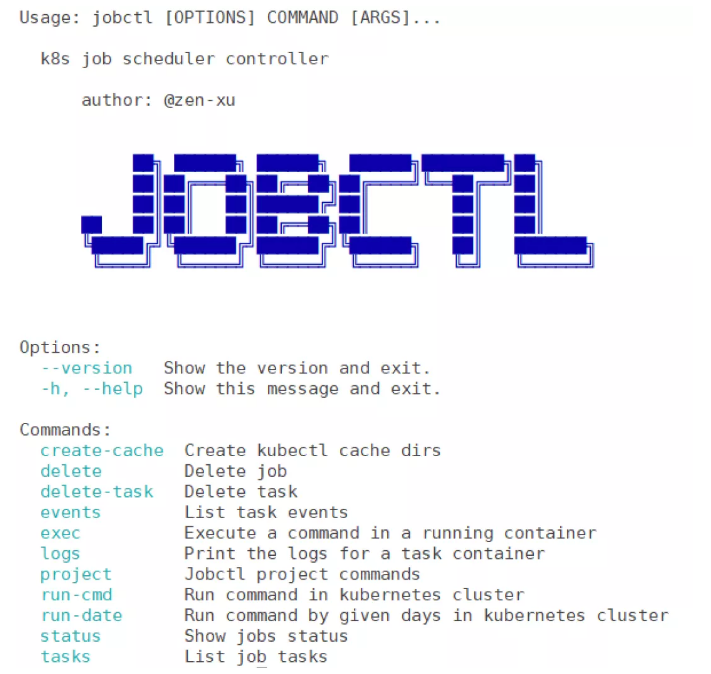 Usage: jobctl [OPTIONS] COMMAND [ARGS]...
k8s job scheduler controller
author: @zen-xu
JOBCTL
Options:
--version   Show the version and exit.
-h, --help  Show this message and exit.
Commands:
create-cache  Create kubectl cache dirs
delete        Delete job
delete-task   Delete task
events        List task events
exec          Execute a command in a running container
logs          Print the logs for a task container
project       Jobctl project commands
run-cmd       Run command in kubernetes cluster
run-date      Run command by given days in kubernetes cluster
status        Show jobs status
tasks         List job tasks